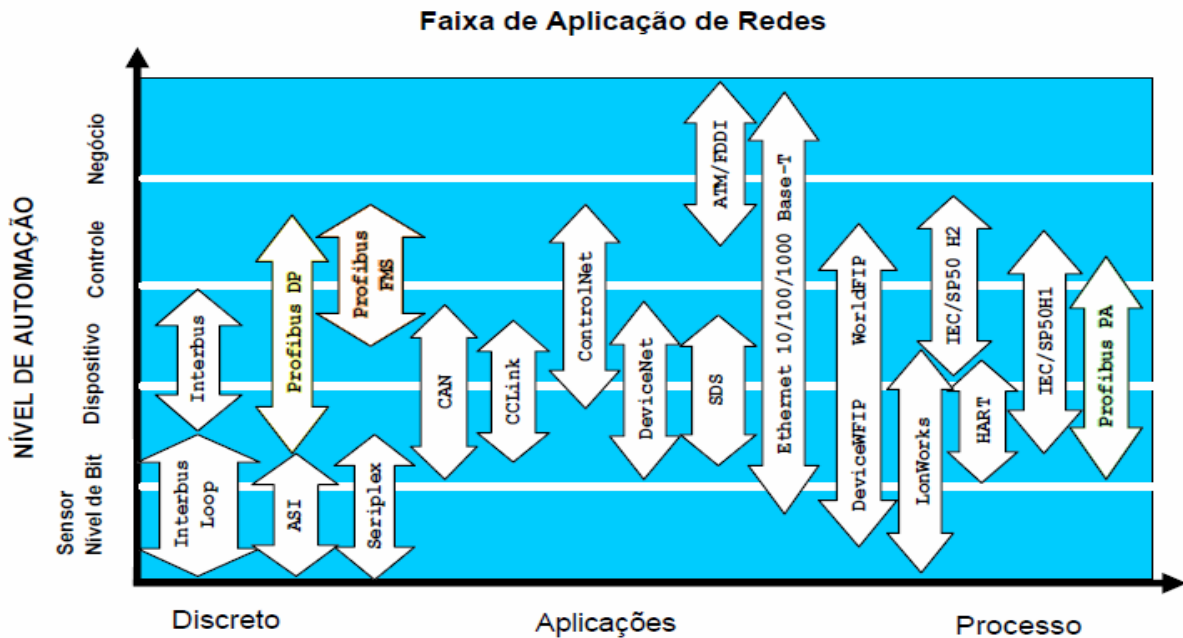 Faixa de Aplicação de Redes
NÍVEL DE AUTOMAÇÃO
Negócio
Controle
Dispositivo
Sensor
Nível de Bit
Interbus
Interbus
Loop
Profibus DP
ASI
Profibus
FMS
Seriplex
CAN
CCLink
ControlNet
DeviceNet
SDS
ATM/FDDI
Ethernet 10/100/1000 Base-T
DeviceWFIP WorldFIP
LonWorks
IEC/SP50 H2
HART
IEC/SP50H1
Profibus PA
Discreto
Aplicações
Processo